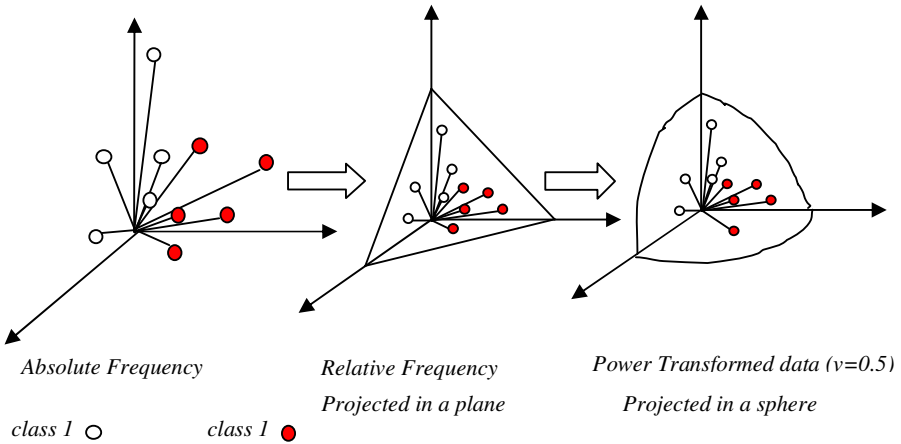 Absolute Frequency
Relative Frequency
Projected in a plane
Power Transformed data (v=0.5)
Projected in a sphere
class 1
class 1